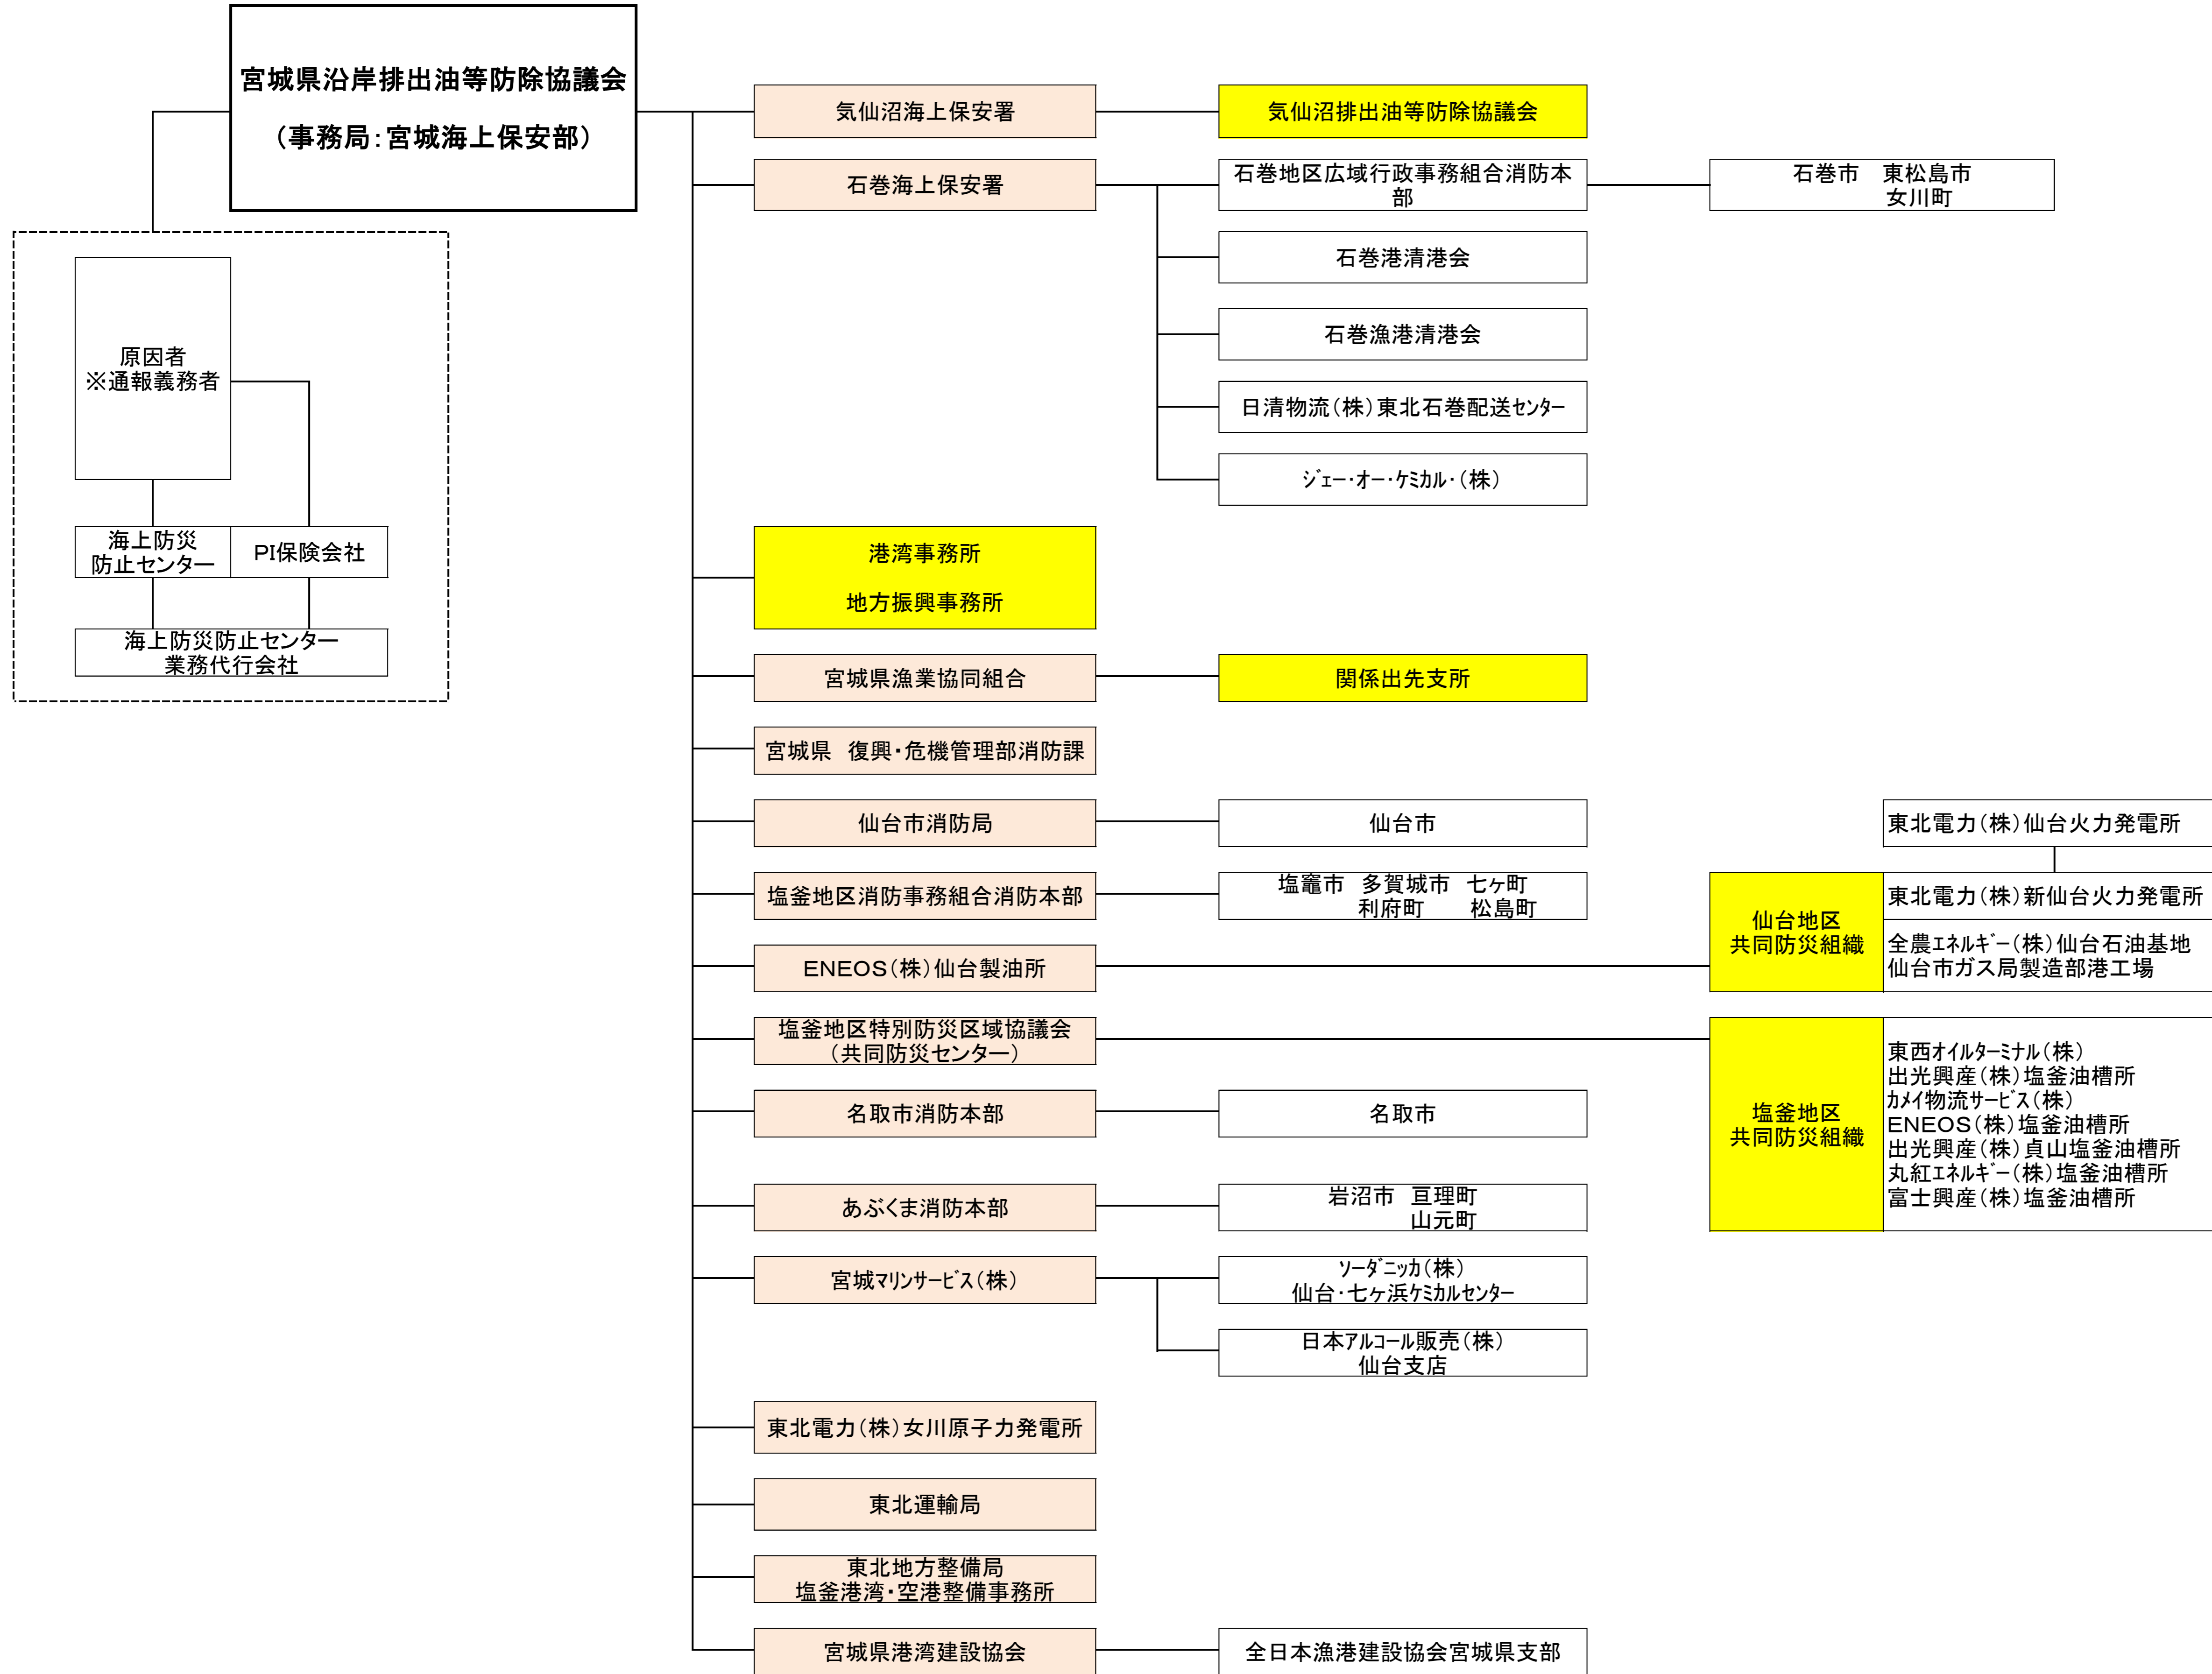 宮城県沿岸排出油等防除協議会
（事務局：宮城海上保安部）
原因者
※通報義務者
海上防災
防止センター
PI保険会社
海上防災防止センター
業務代行会社
気仙沼海上保安署
気仙沼排出油等防除協議会
石巻海上保安署
石巻地区広域行政事務組合消防本
部
石巻市　東松島市
女川町
石巻港清港会
石巻漁港清港会
日清物流（株）東北石巻配送ｾﾝﾀｰ
ｼﾞｪｰ･ｵｰ･ｹﾐｶﾙ･（株）
港湾事務所
地方振興事務所
宮城県漁業協同組合
関係出先支所
宮城県　復興・危機管理部消防課
仙台市消防局
仙台市
塩釜地区消防事務組合消防本部
塩竈市　多賀城市　七ヶ町
利府町　　松島町
ENEOS（株）仙台製油所
東北電力（株）仙台火力発電所
仙台地区
共同防災組織
東北電力（株）新仙台火力発電所
全農ｴﾈﾙｷﾞｰ（株）仙台石油基地
仙台市ガス局製造部港工場
塩釜地区特別防災区域協議会
（共同防災センター）
塩釜地区
共同防災組織
東西ｵｲﾙﾀｰﾐﾅﾙ（株）
出光興産（株）塩釜油槽所
ｶﾒｲ物流ｻｰﾋﾞｽ（株）
ENEOS（株）塩釜油槽所
出光興産（株）貞山塩釜油槽所
丸紅ｴﾈﾙｷﾞｰ（株）塩釜油槽所
富士興産（株）塩釜油槽所
名取市消防本部
名取市
あぶくま消防本部
岩沼市　亘理町
山元町
宮城ﾏﾘﾝｻｰﾋﾞｽ（株）
ｿｰﾀﾞﾆｯｶ（株）
仙台･七ヶ浜ｹﾐｶﾙｾﾝﾀｰ
日本ｱﾙｺｰﾙ販売（株）
仙台支店
東北電力（株）女川原子力発電所
東北運輸局
東北地方整備局
塩釜港湾・空港整備事務所
宮城県港湾建設協会
全日本漁港建設協会宮城県支部